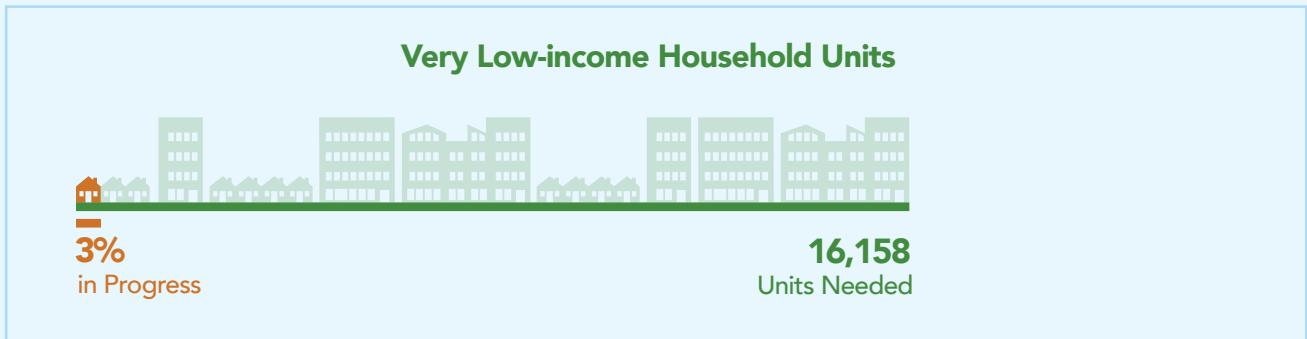 Very Low-income Household Units
3%
in Progress
16,158
Units Needed